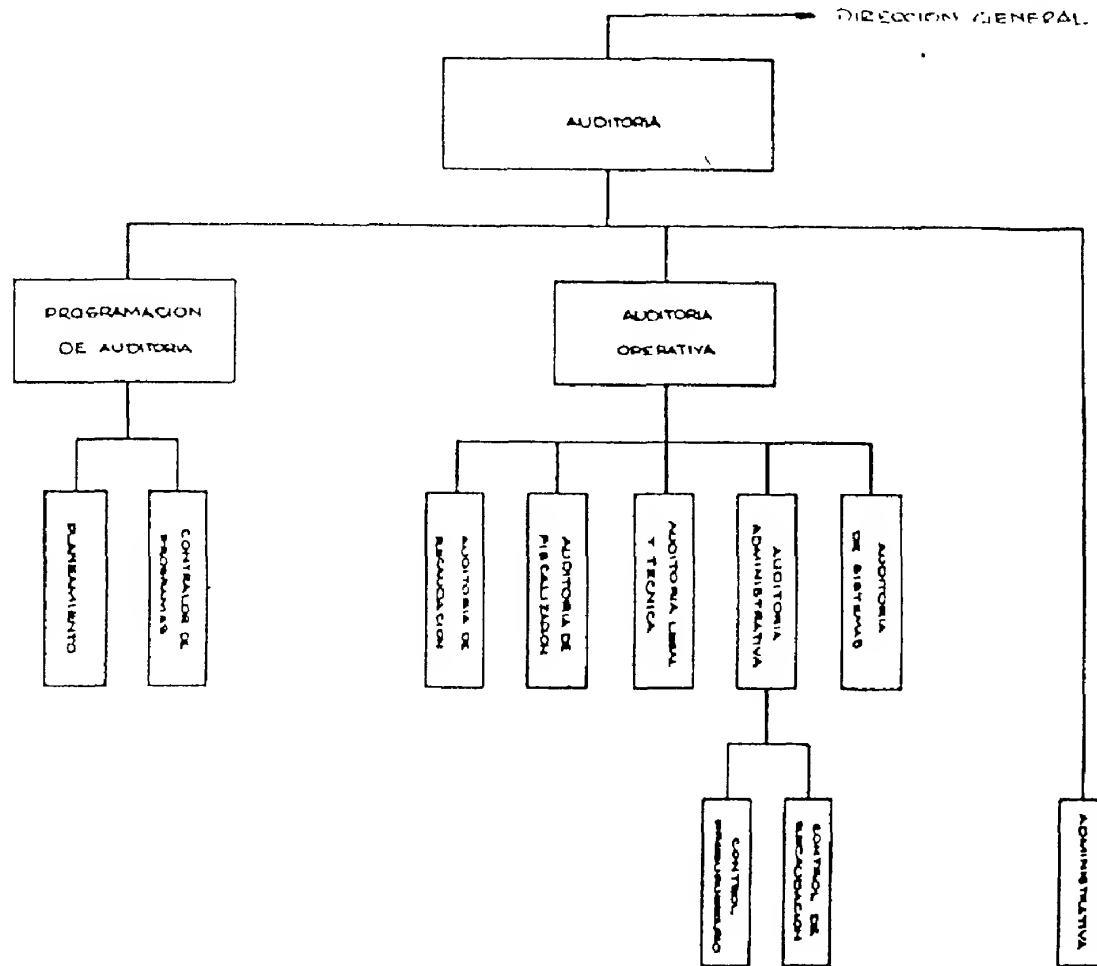 DIRECCION GENERAL.
AUDITORIA
PROGRAMACION
DE AUDITORIA
AUDITORIA
OPERATIVA
PLANEAMIENTO
CONTRALOR DE
PROGRAMAS
AUDITORIA DE
RECAUDACION
AUDITORIA DE
FISCALIZACION
AUDITORIA LEGAL
Y TECNICA
AUDITORIA
ADMINISTRATIVA
AUDITORIA
DE SISTEMAS
CONTROL
CONTROL DE
RECAUDACION
ADMINISTRATIVA